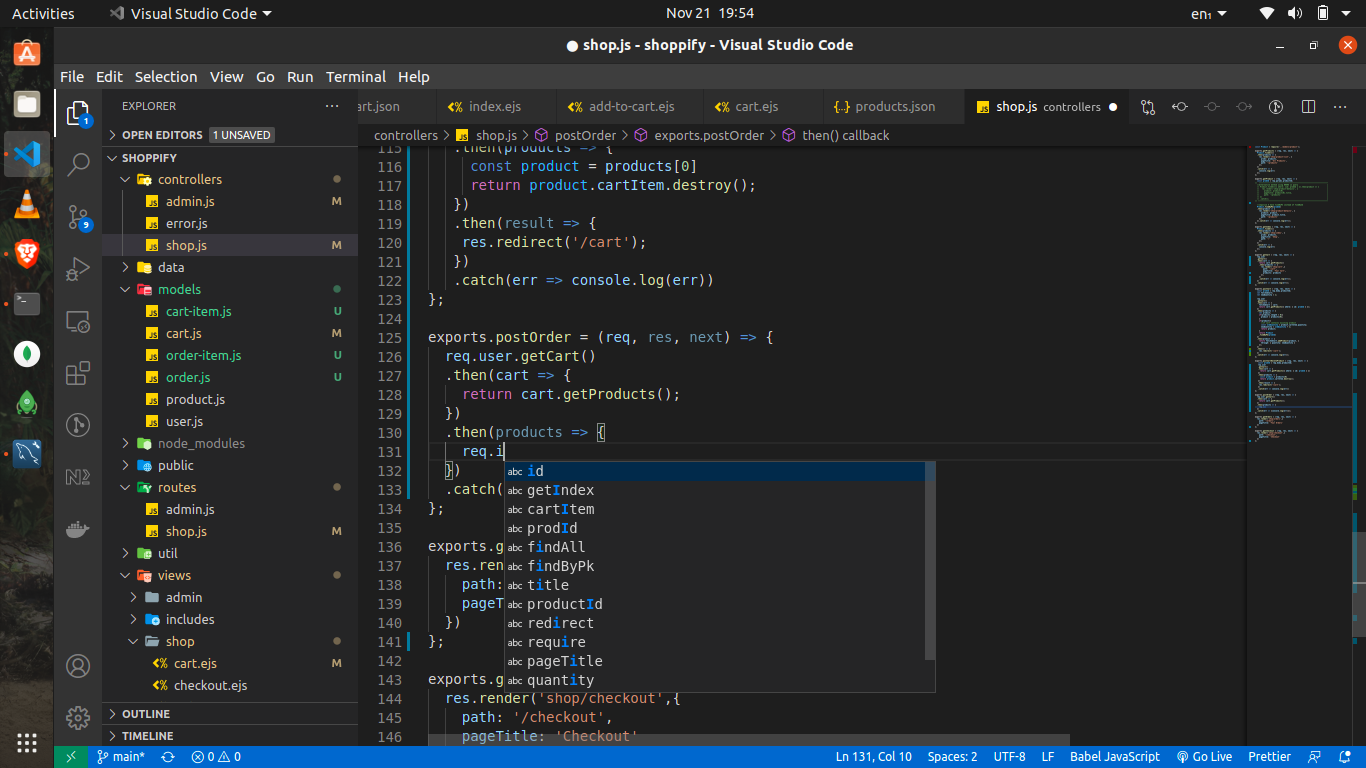 Activities Visual Studio Code Nov 21 19:54 en₁
● shop.js - shoppify - Visual Studio Code
File Edit Selection View Go Run Terminal Help
EXPLORER ···
OPEN EDITORS 1 UNSAVED
SHOPPIFY
controllers
admin.js M
error.js
shop.js M
data
models
cart-item.js U
cart.js M
order-item.js U
order.js U
product.js
user.js
node_modules
public
routes
admin.js
shop.js M
util
views
admin
includes
shop
cart.ejs M
checkout.ejs
OUTLINE
TIMELINE
1
9
art.json index.ejs add-to-cart.ejs cart.ejs products.json shop.js controllers ●
controllers > shop.js > postOrder > exports.postOrder > then() callback
115 .then(products => {
116 const product = products[0]
117 return product.cartItem.destroy();
118 })
119 .then(result => {
120 res.redirect('/cart');
121 })
122 .catch(err => console.log(err))
123 };
124
125 exports.postOrder = (req, res, next) => {
126 req.user.getCart()
127 .then(cart => {
128 return cart.getProducts();
129 })
130 .then(products => {
131 req.i
132 })
133 .catch(
134 };
135
136 exports.g
137 res.ren
138 path:
139 pageT
140 })
141 };
142
143 exports.g
144 res.render('shop/checkout',{
145 path: '/checkout',
146 pageTitle: 'Checkout'
abc id
abc getIndex
abc cartItem
abc prodId
abc findAll
abc findByPk
abc title
abc productId
abc redirect
abc require
abc pageTitle
abc quantity
main* 0 0 Ln 131, Col 10 Spaces: 2 UTF-8 LF Babel JavaScript Go Live Prettier